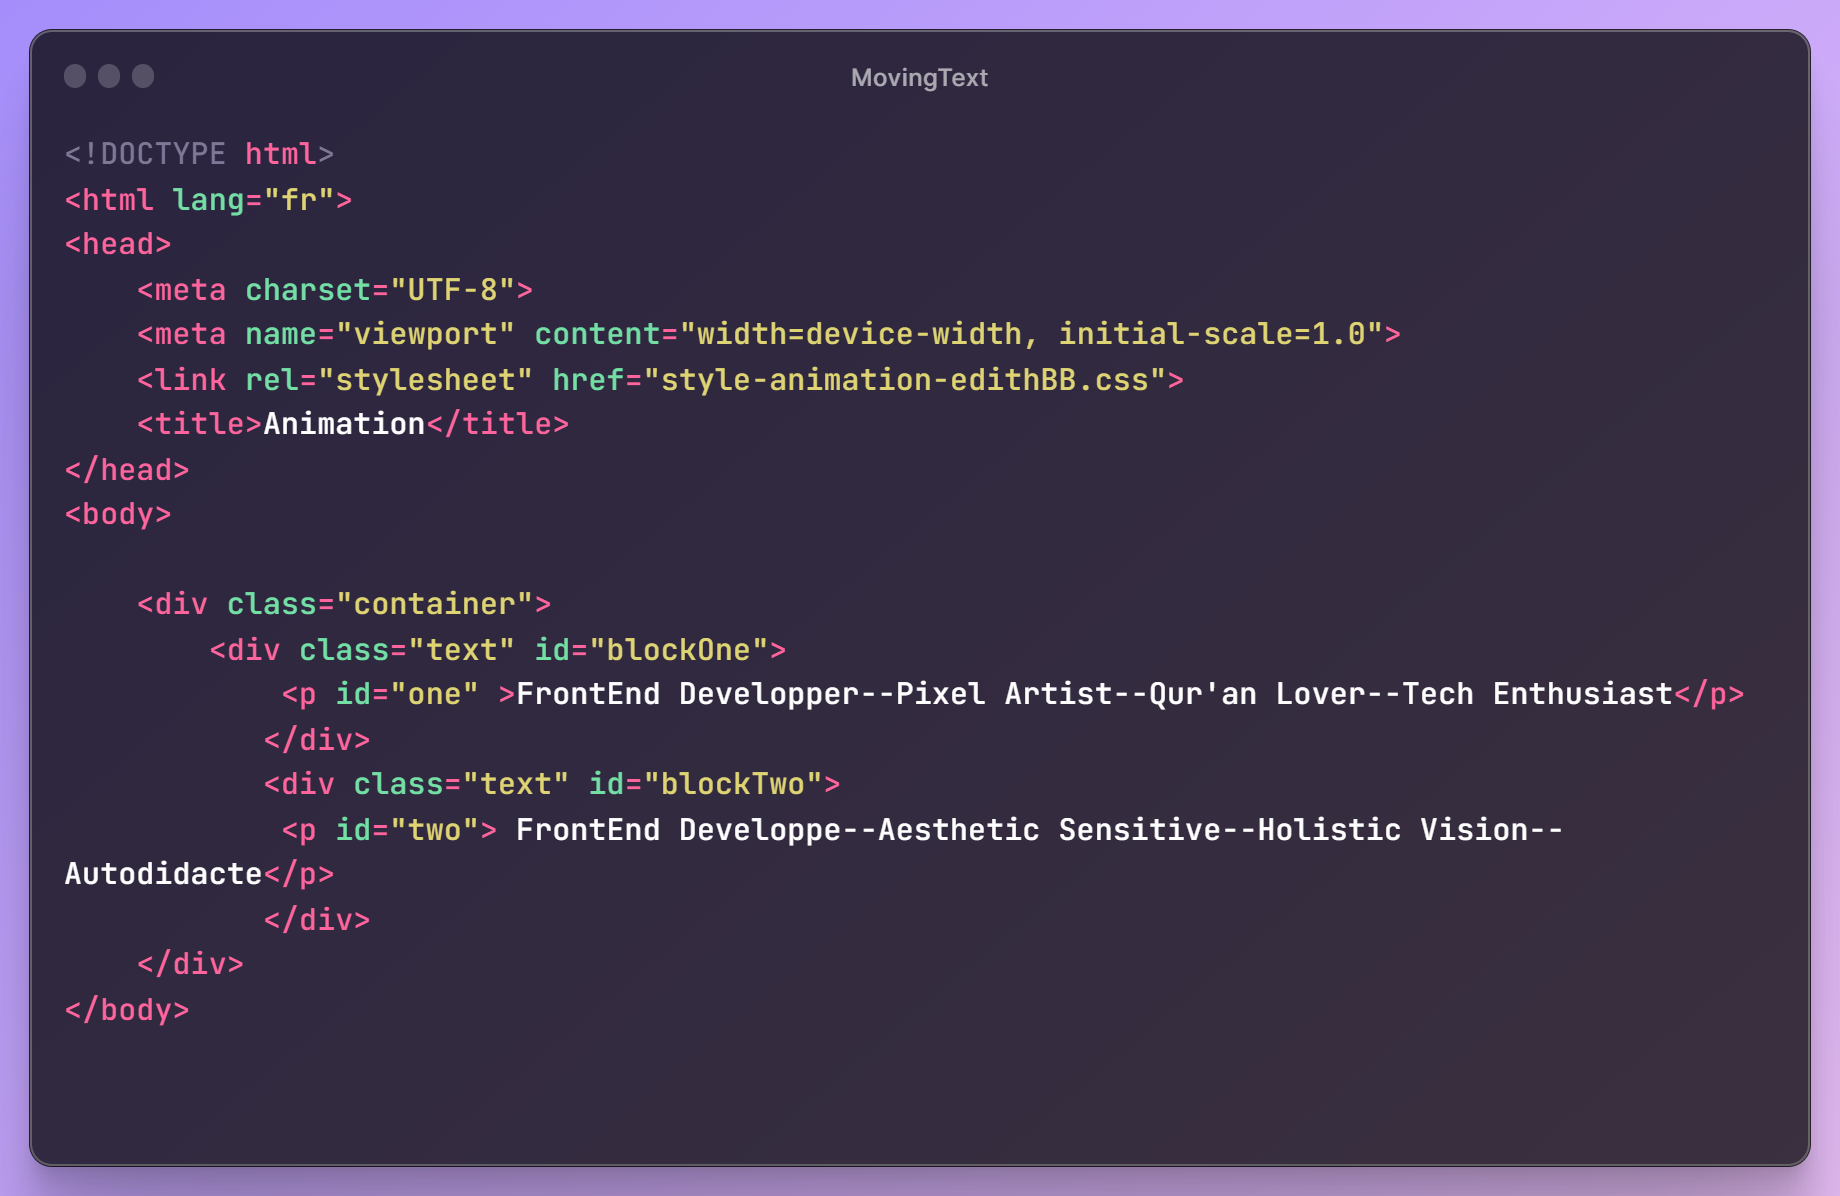 MovingText
<!DOCTYPE html>
<html lang="fr">
<head>
    <meta charset="UTF-8">
    <meta name="viewport" content="width=device-width, initial-scale=1.0">
    <link rel="stylesheet" href="style-animation-edithBB.css">
    <title>Animation</title>
</head>
<body>

    <div class="container">
        <div class="text" id="blockOne">
            <p id="one" >FrontEnd Developper--Pixel Artist--Qur'an Lover--Tech Enthusiast</p>
           </div>
           <div class="text" id="blockTwo">
            <p id="two"> FrontEnd Developpe--Aesthetic Sensitive--Holistic Vision--
Autodidacte</p>
           </div>
    </div>
</body>